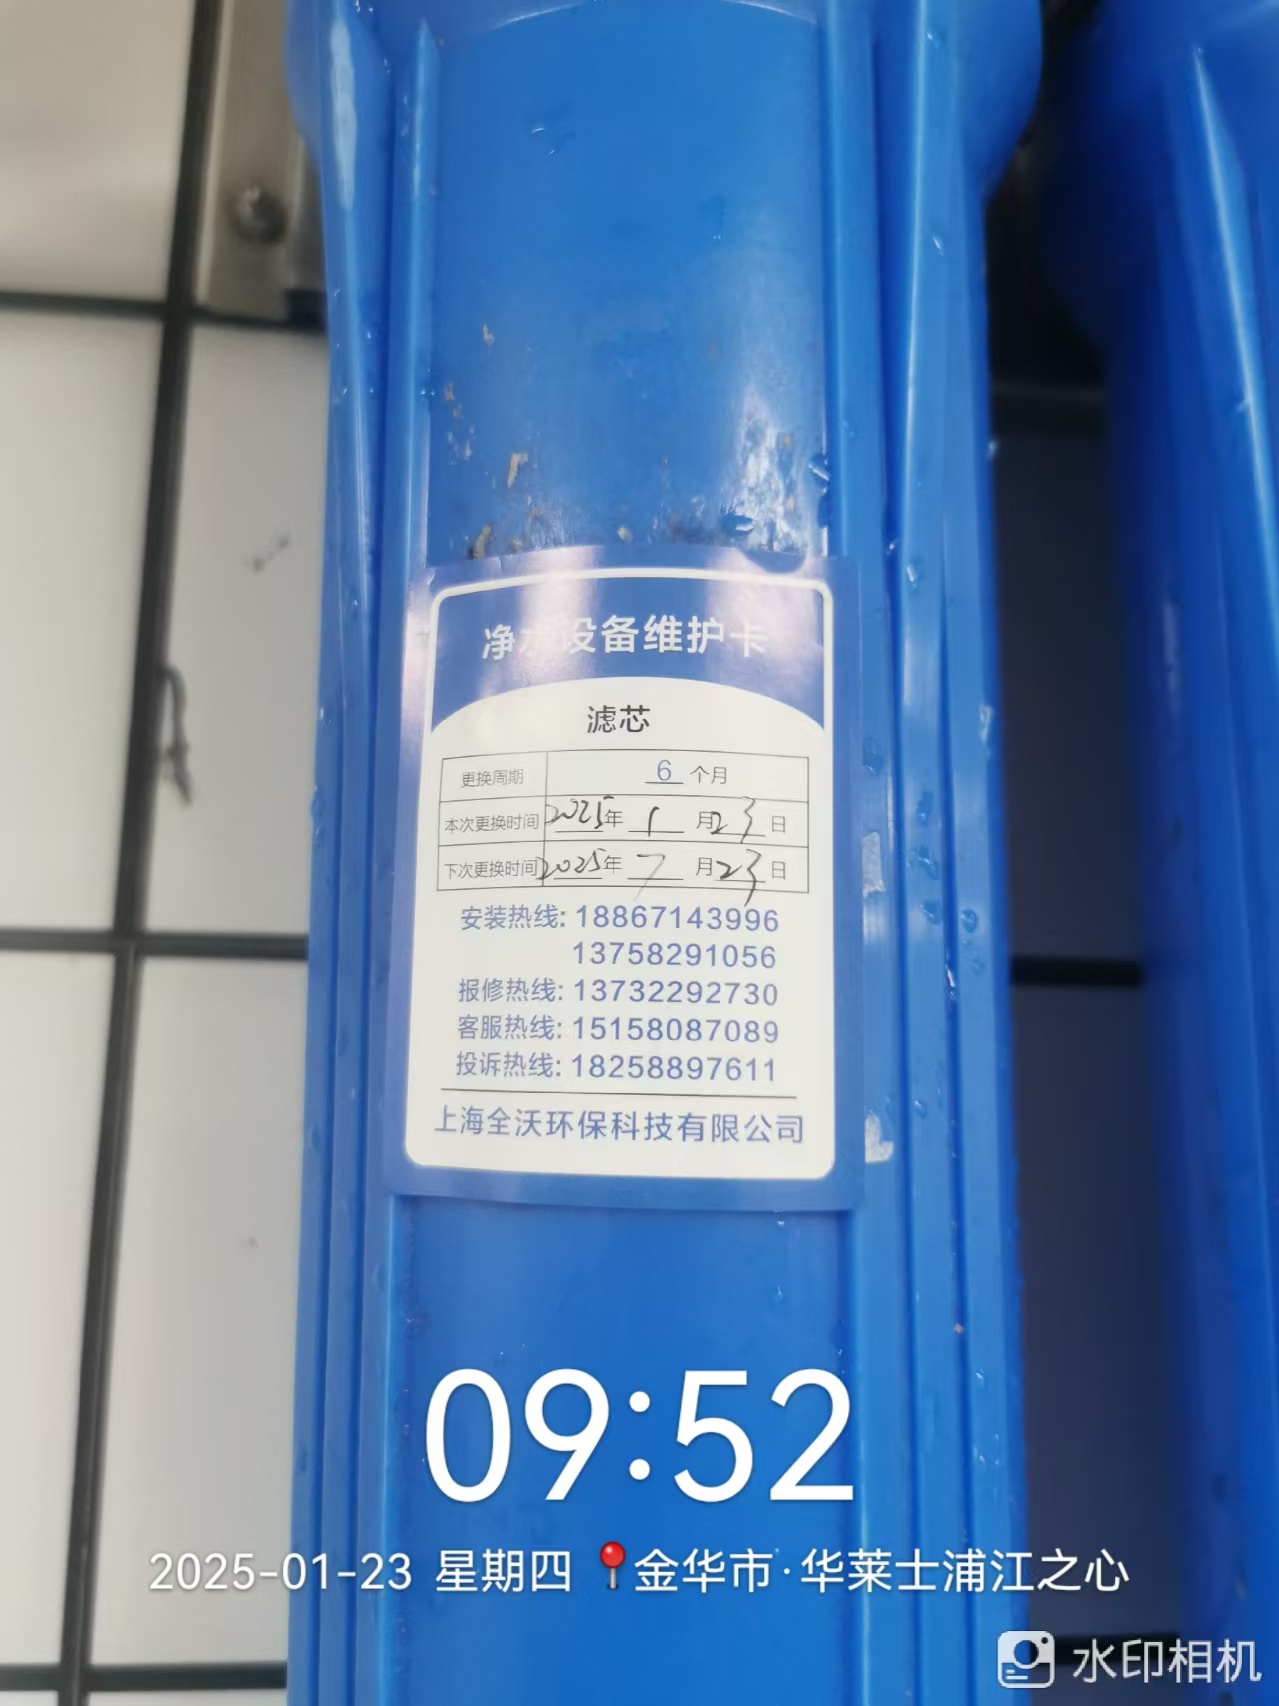 净水设备维护卡
滤芯
更换周期 6 个月
本次更换时间 2025年 1 月23日
下次更换时间 2025年 7 月23日
安装热线: 18867143996
13758291056
报修热线: 13732292730
客服热线: 15158087089
投诉热线: 18258897611
上海全沃环保科技有限公司
09:52
2025-01-23 星期四 📍金华市·华莱士浦江之心
水印相机